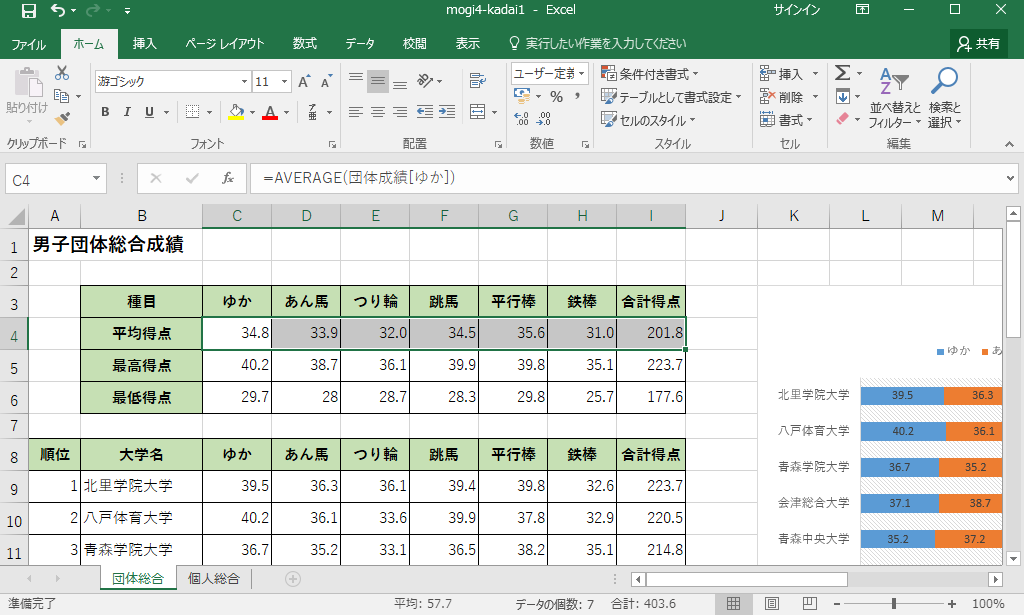 mogi4-kadai1 - Excel サインイン
ファイル ホーム 挿入 ページ レイアウト 数式 データ 校閲 表示 実行したい作業を入力してください 共有
貼り付け 游ゴシック 11 A A ユーザー定義 条件付き書式 挿入 Σ
B I U A % , テーブルとして書式設定 削除 並べ替えと 検索と
セルのスタイル 書式 フィルター 選択
クリップボード フォント 配置 数値 スタイル セル 編集
C4 fx =AVERAGE(団体成績[ゆか])
A B C D E F G H I J K L M
1 男子団体総合成績
2
3 種目 ゆか あん馬 つり輪 跳馬 平行棒 鉄棒 合計得点
4 平均得点 34.8 33.9 32.0 34.5 35.6 31.0 201.8
5 最高得点 40.2 38.7 36.1 39.9 39.8 35.1 223.7
6 最低得点 29.7 28 28.7 28.3 29.8 25.7 177.6
7
8 順位 大学名 ゆか あん馬 つり輪 跳馬 平行棒 鉄棒 合計得点
9 1 北里学院大学 39.5 36.3 36.1 39.4 39.8 32.6 223.7
10 2 八戸体育大学 40.2 36.1 33.6 39.9 37.8 32.9 220.5
11 3 青森学院大学 36.7 35.2 33.1 36.5 38.2 35.1 214.8
ゆか あ
北里学院大学 39.5 36.3
八戸体育大学 40.2 36.1
青森学院大学 36.7 35.2
会津総合大学 37.1 38.7
青森中央大学 35.2 37.2
団体総合 個人総合
準備完了 平均: 57.7 データの個数: 7 合計: 403.6 100%